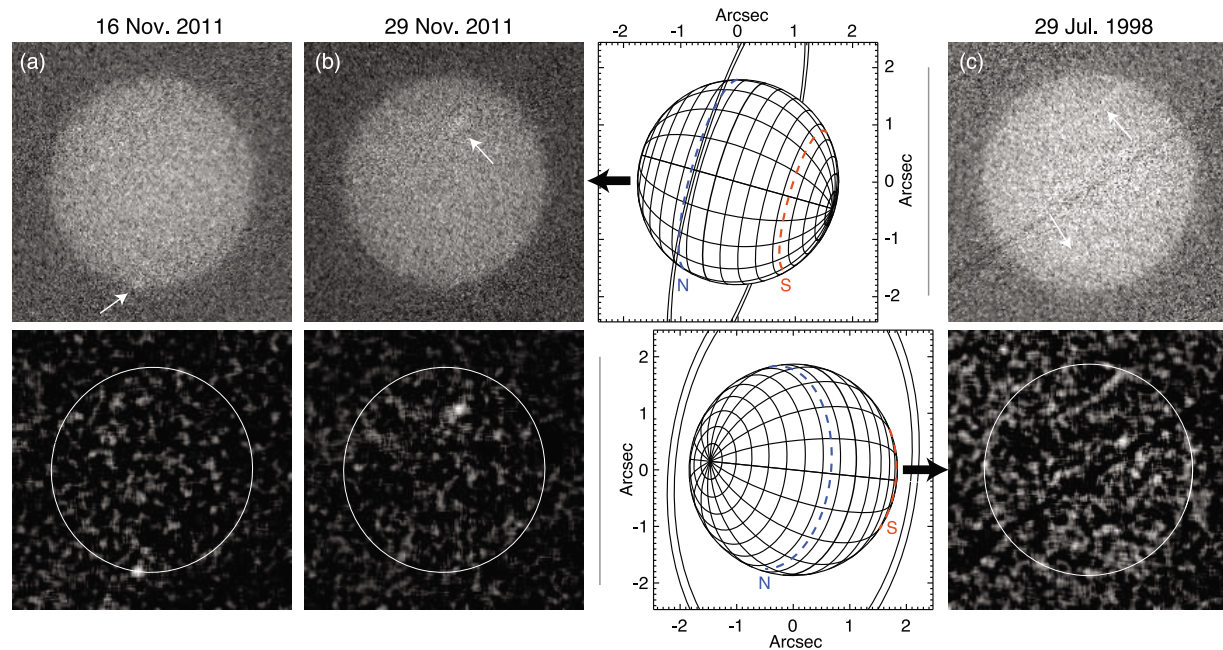 16 Nov. 2011
29 Nov. 2011
Arcsec
29 Jul. 1998
-2 -1 0 1 2
(a)
(b)
(c)
2
1
0
-1
-2
Arcsec
N
S
2
1
0
-1
-2
Arcsec
N
S
-2 -1 0 1 2
Arcsec